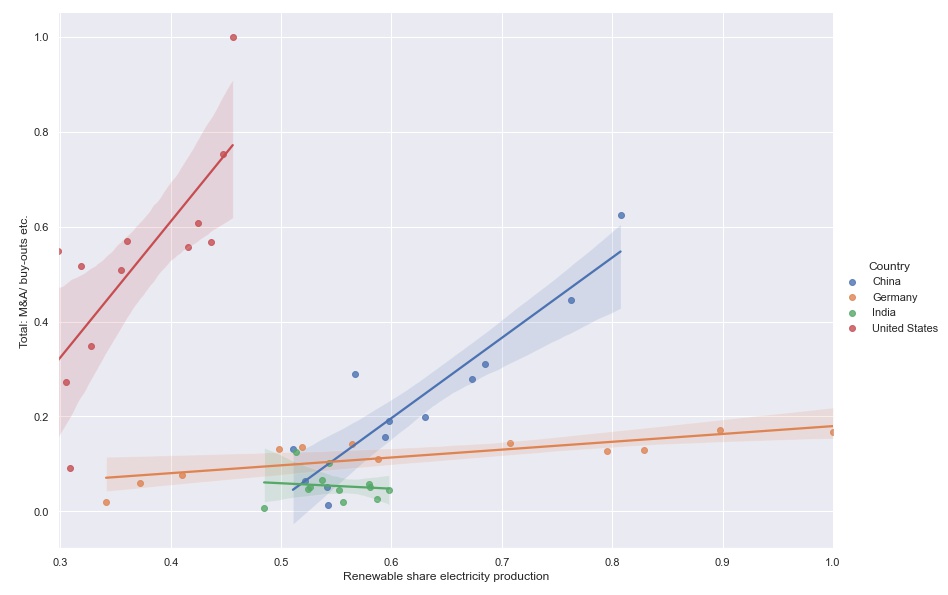 1.0
0.8
0.6
0.4
0.2
0.0
Total: M&A/ buy-outs etc.
0.3 0.4 0.5 0.6 0.7 0.8 0.9 1.0
Renewable share electricity production
Country
China
Germany
India
United States